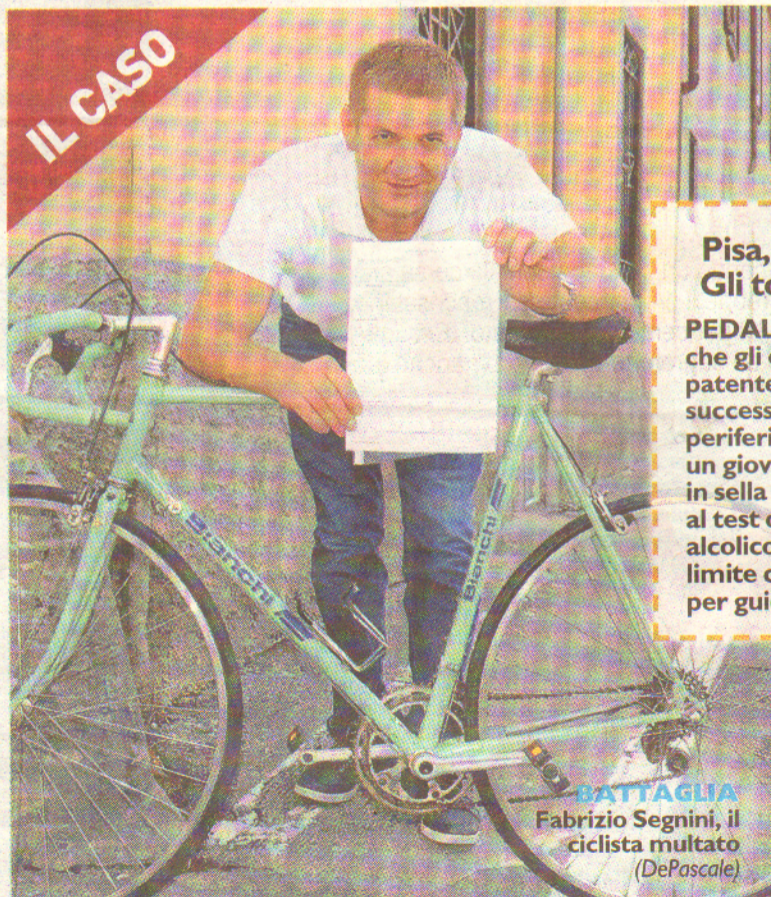 IL CASO
Bianchi
Bianchi
Pisa,
Gli te
PEDAL
che gli
patente
success
periferi
un giov
in sella
al test
alcolico
limite
per gui
BATTAGLIA
Fabrizio Segnini, il
ciclista multato
(DePascale)